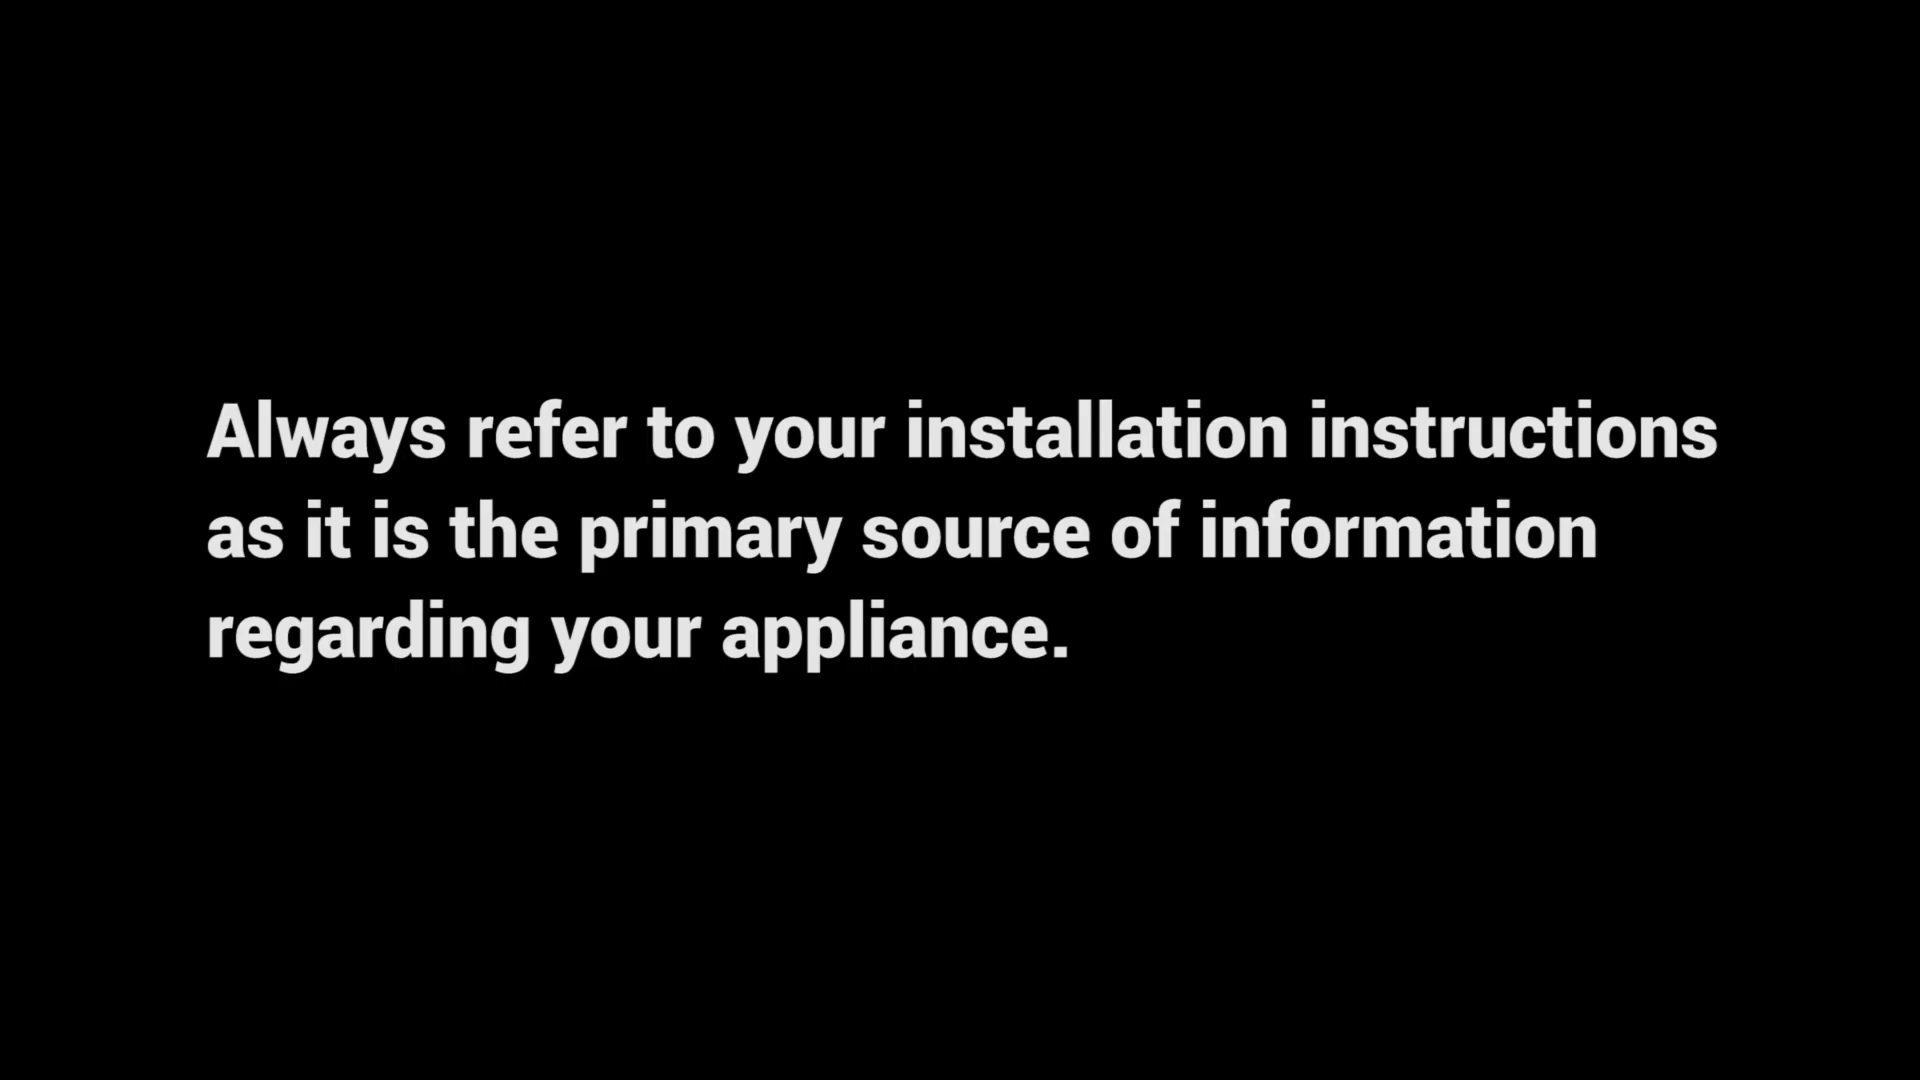 Always refer to your installation instructions
as it is the primary source of information
regarding your appliance.